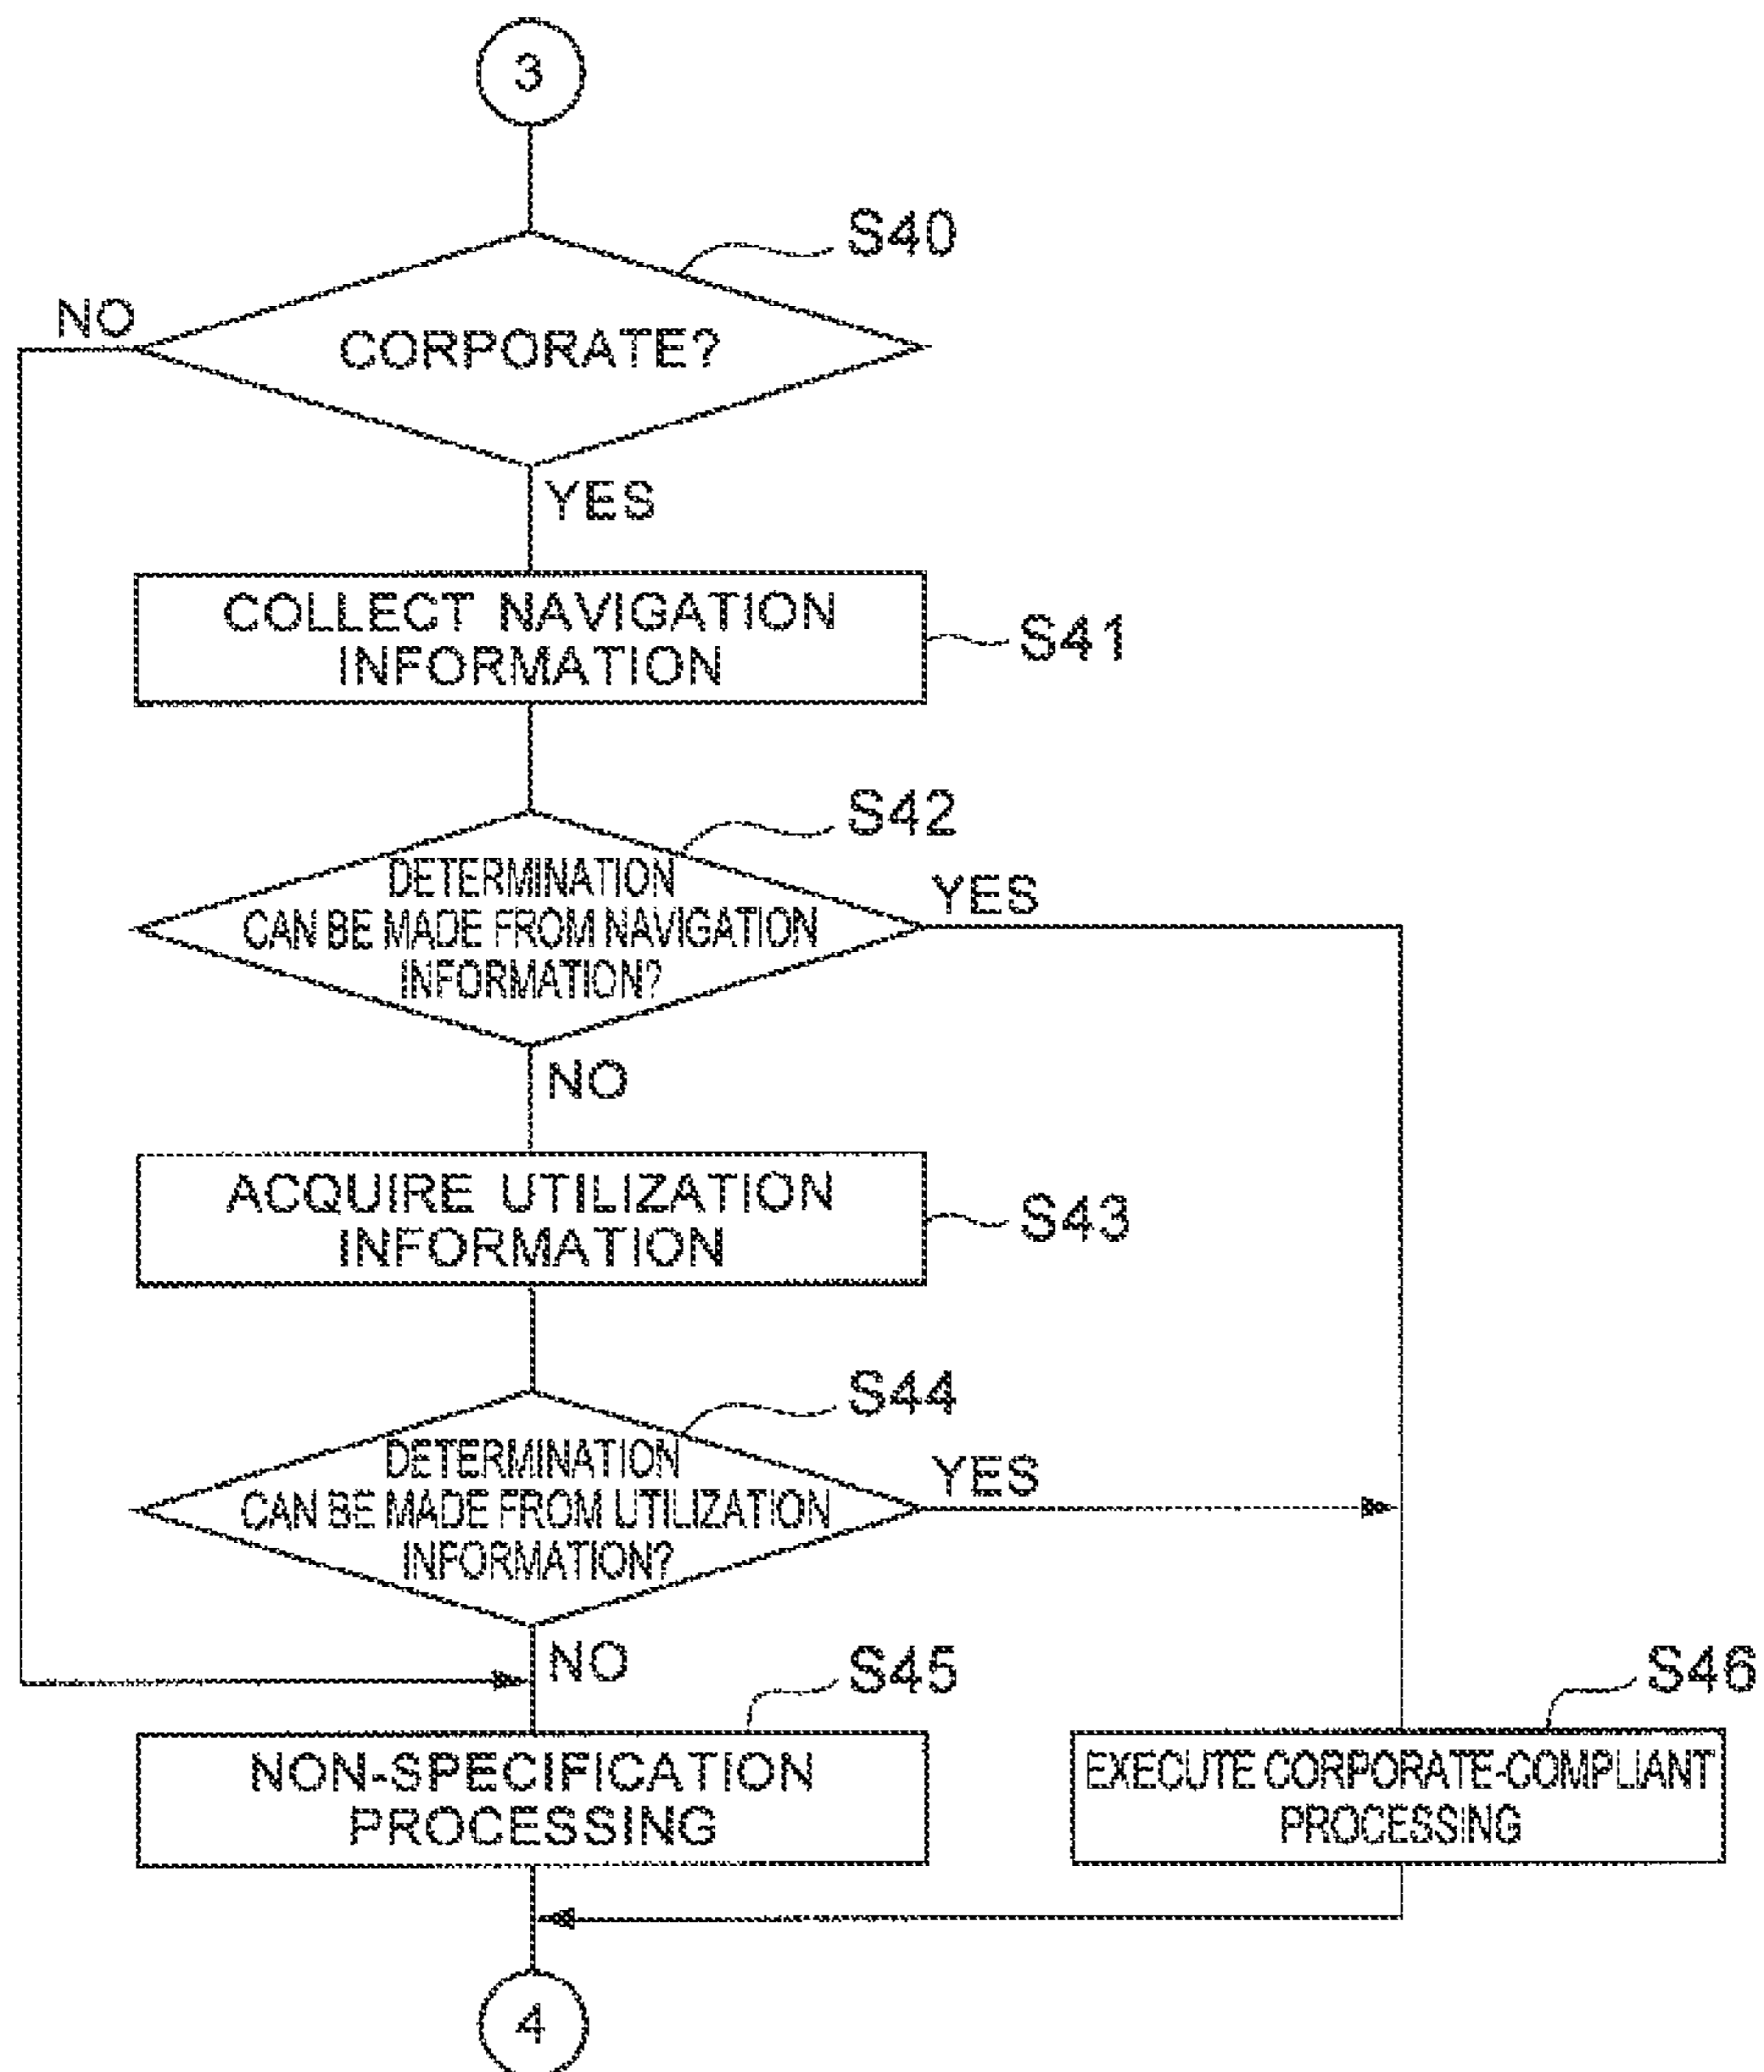 3
S40
NO
CORPORATE?
YES
COLLECT NAVIGATION
INFORMATION
S41
S42
DETERMINATION
CAN BE MADE FROM NAVIGATION
INFORMATION?
YES
NO
ACQUIRE UTILIZATION
INFORMATION
S43
S44
DETERMINATION
CAN BE MADE FROM UTILIZATION
INFORMATION?
YES
NO
S45
NON-SPECIFICATION
PROCESSING
S46
EXECUTE CORPORATE-COMPLIANT
PROCESSING
4